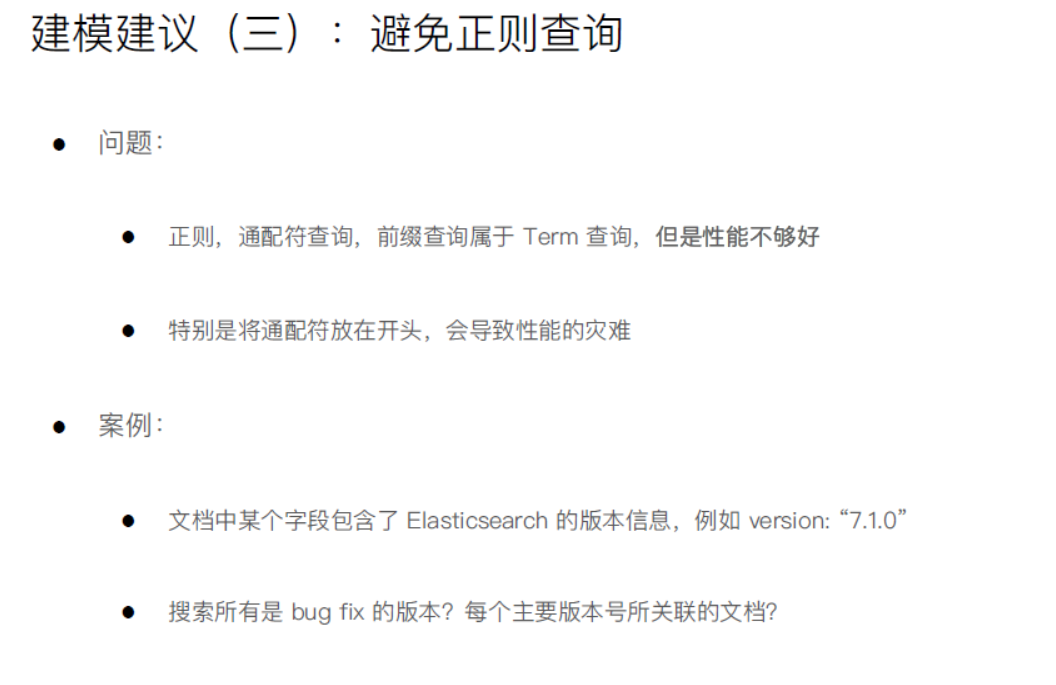 建模建议（三）：避免正则查询
问题：
正则，通配符查询，前缀查询属于 Term 查询，但是性能不够好
特别是将通配符放在开头，会导致性能的灾难
案例：
文档中某个字段包含了 Elasticsearch 的版本信息，例如 version: “7.1.0”
搜索所有是 bug fix 的版本？每个主要版本号所关联的文档？